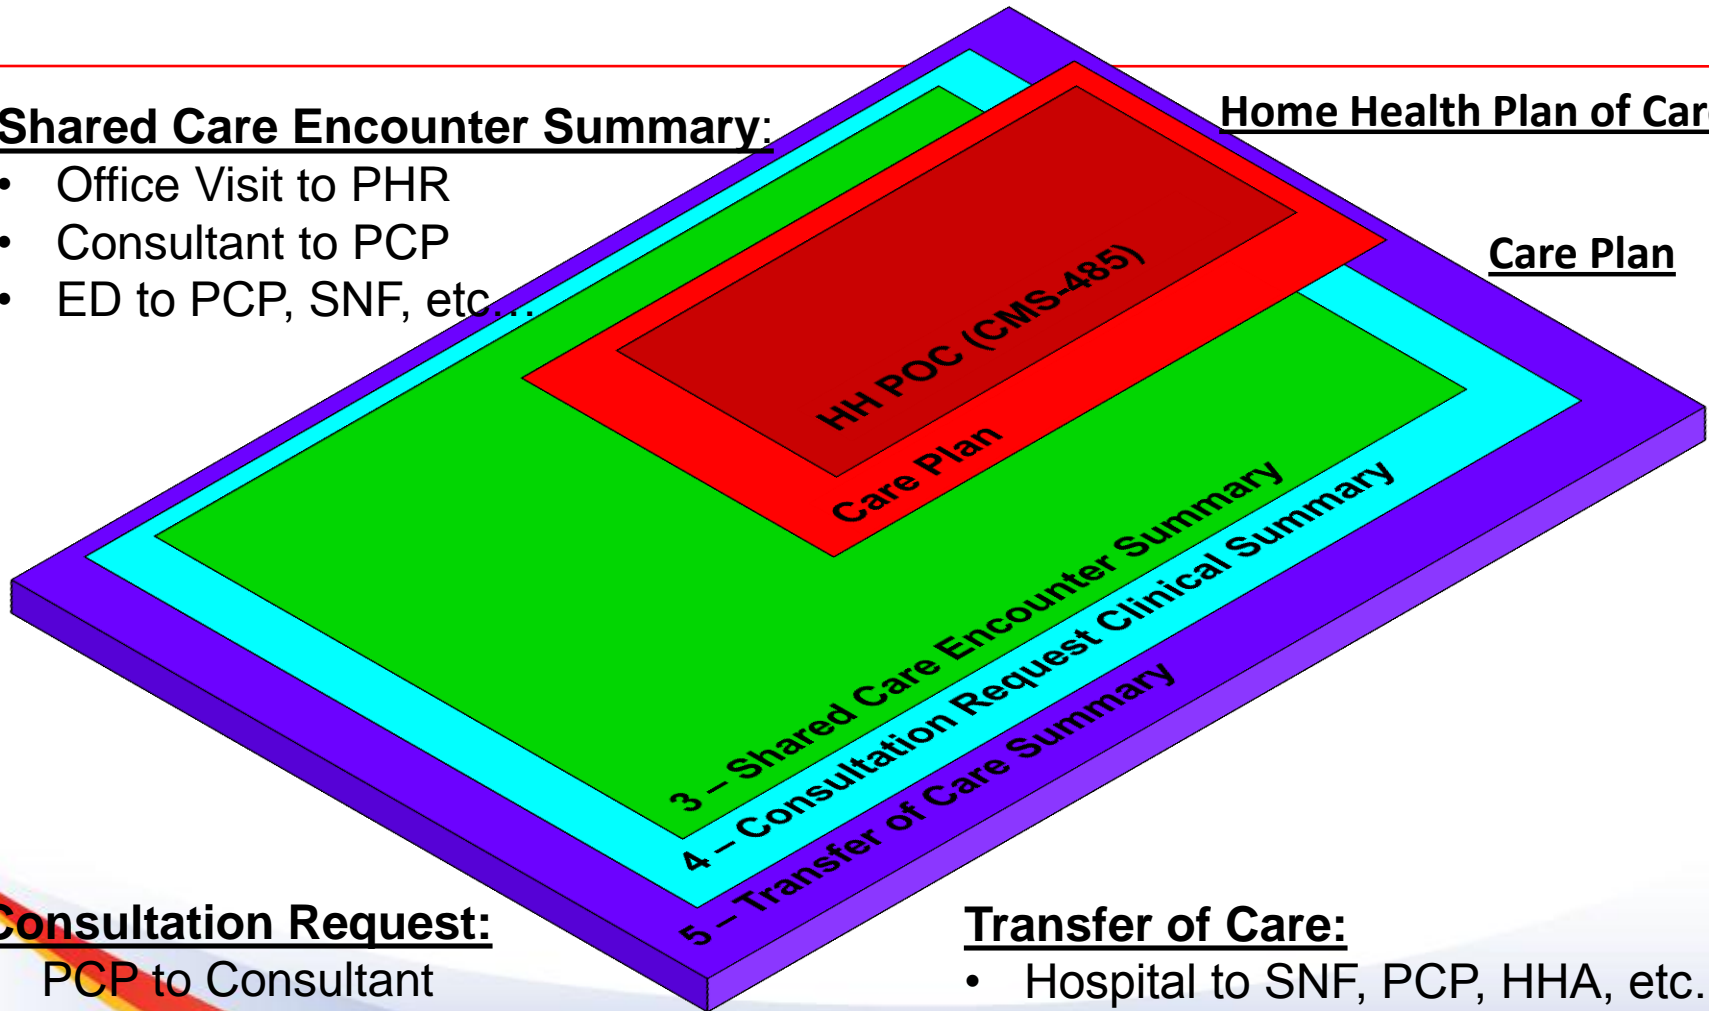 Shared Care Encounter Summary:
• Office Visit to PHR
• Consultant to PCP
• ED to PCP, SNF, etc…
Home Health Plan of Car
Care Plan
HH POC (CMS-485)
Care Plan
3 – Shared Care Encounter Summary
4 – Consultation Request Clinical Summary
5 – Transfer of Care Summary
Consultation Request:
PCP to Consultant
Transfer of Care:
• Hospital to SNF, PCP, HHA, etc.